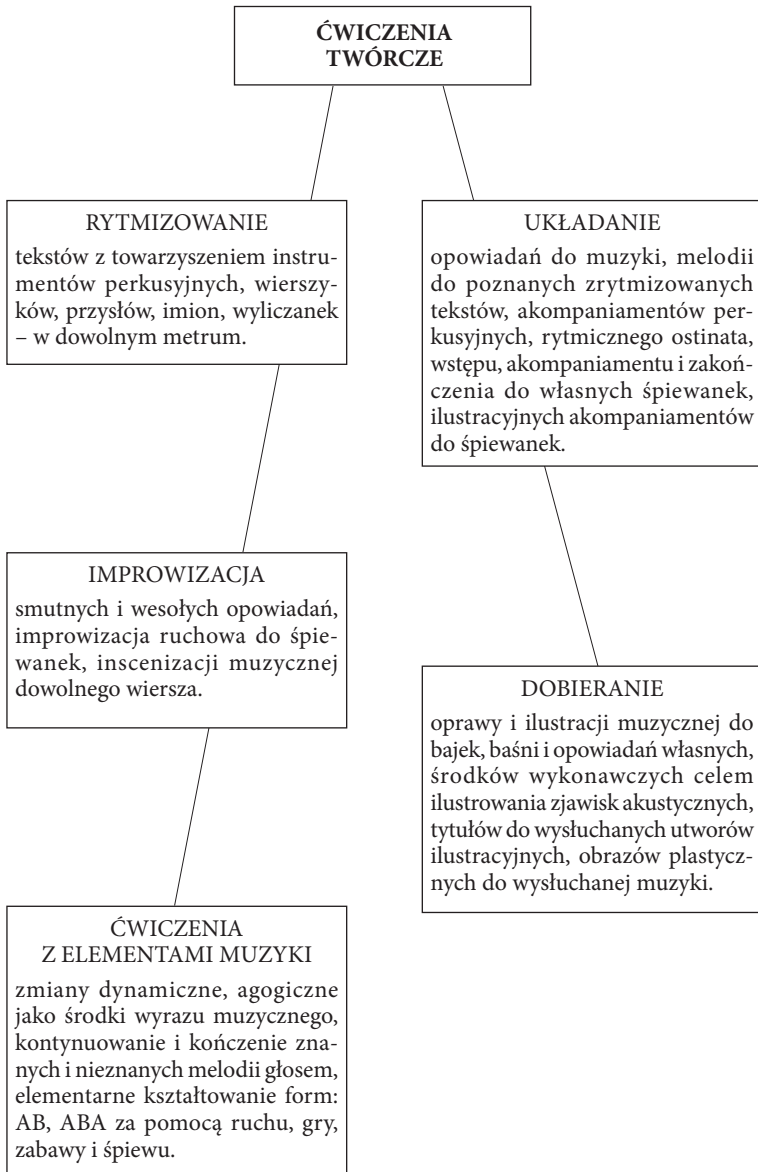 ĆWICZENIA
TWÓRCZE
RYTMIZOWANIE
tekstów z towarzyszeniem instru-
mentów perkusyjnych, wierszy-
ków, przysłów, imion, wyliczanek
– w dowolnym metrum.
UKŁADANIE
opowiadań do muzyki, melodii
do poznanych zrytmizowanych
tekstów, akompaniamentów per-
kusyjnych, rytmicznego ostinata,
wstępu, akompaniamentu i zakoń-
czenia do własnych śpiewanek,
ilustracyjnych akompaniamentów
do śpiewanek.
IMPROWIZACJA
smutnych i wesołych opowiadań,
improwizacja ruchowa do śpie-
wanek, inscenizacji muzycznej
dowolnego wiersza.
DOBIERANIE
oprawy i ilustracji muzycznej do
bajek, baśni i opowiadań własnych,
środków wykonawczych celem
ilustrowania zjawisk akustycznych,
tytułów do wysłuchanych utworów
ilustracyjnych, obrazów plastycz-
nych do wysłuchanej muzyki.
ĆWICZENIA
Z ELEMENTAMI MUZYKI
zmiany dynamiczne, agogiczne
jako środki wyrazu muzycznego,
kontynuowanie i kończenie zna-
nych i nieznanych melodii głosem,
elementarne kształtowanie form:
AB, ABA za pomocą ruchu, gry,
zabawy i śpiewu.